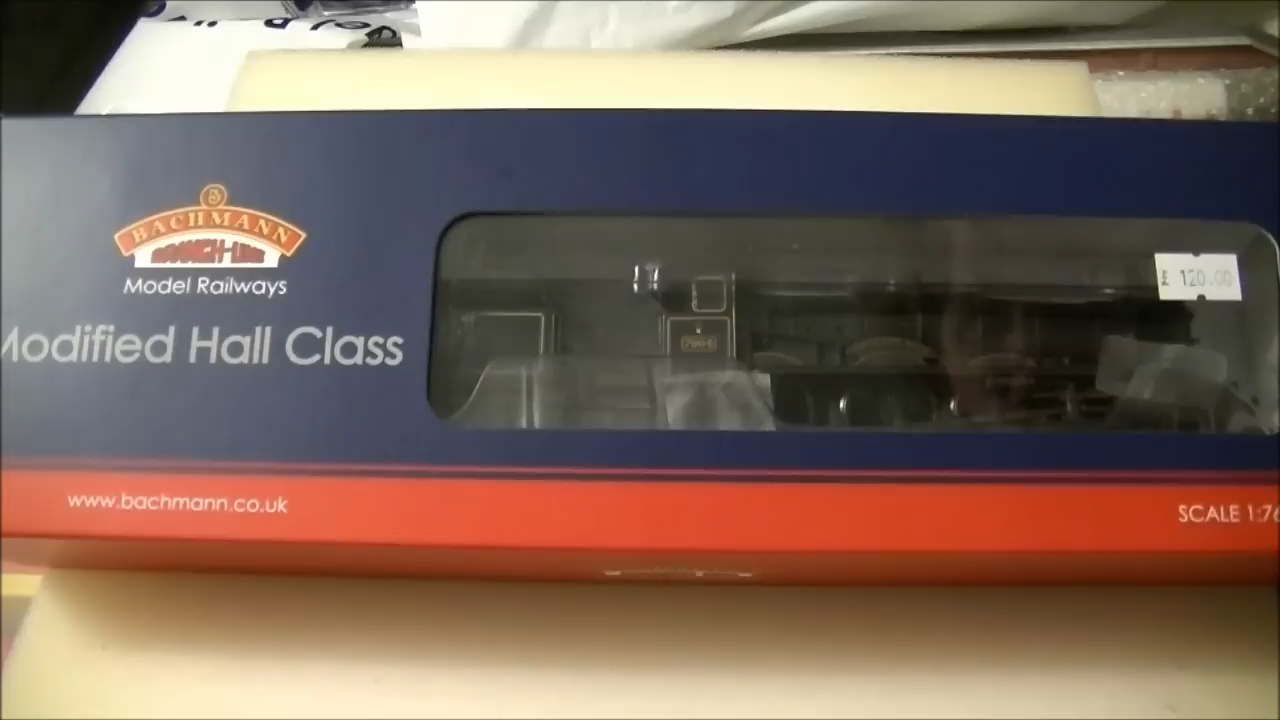 BACHMANN
BRANCH-LINE
Model Railways
Modified Hall Class
£ 120.00
www.bachmann.co.uk
SCALE 1:76